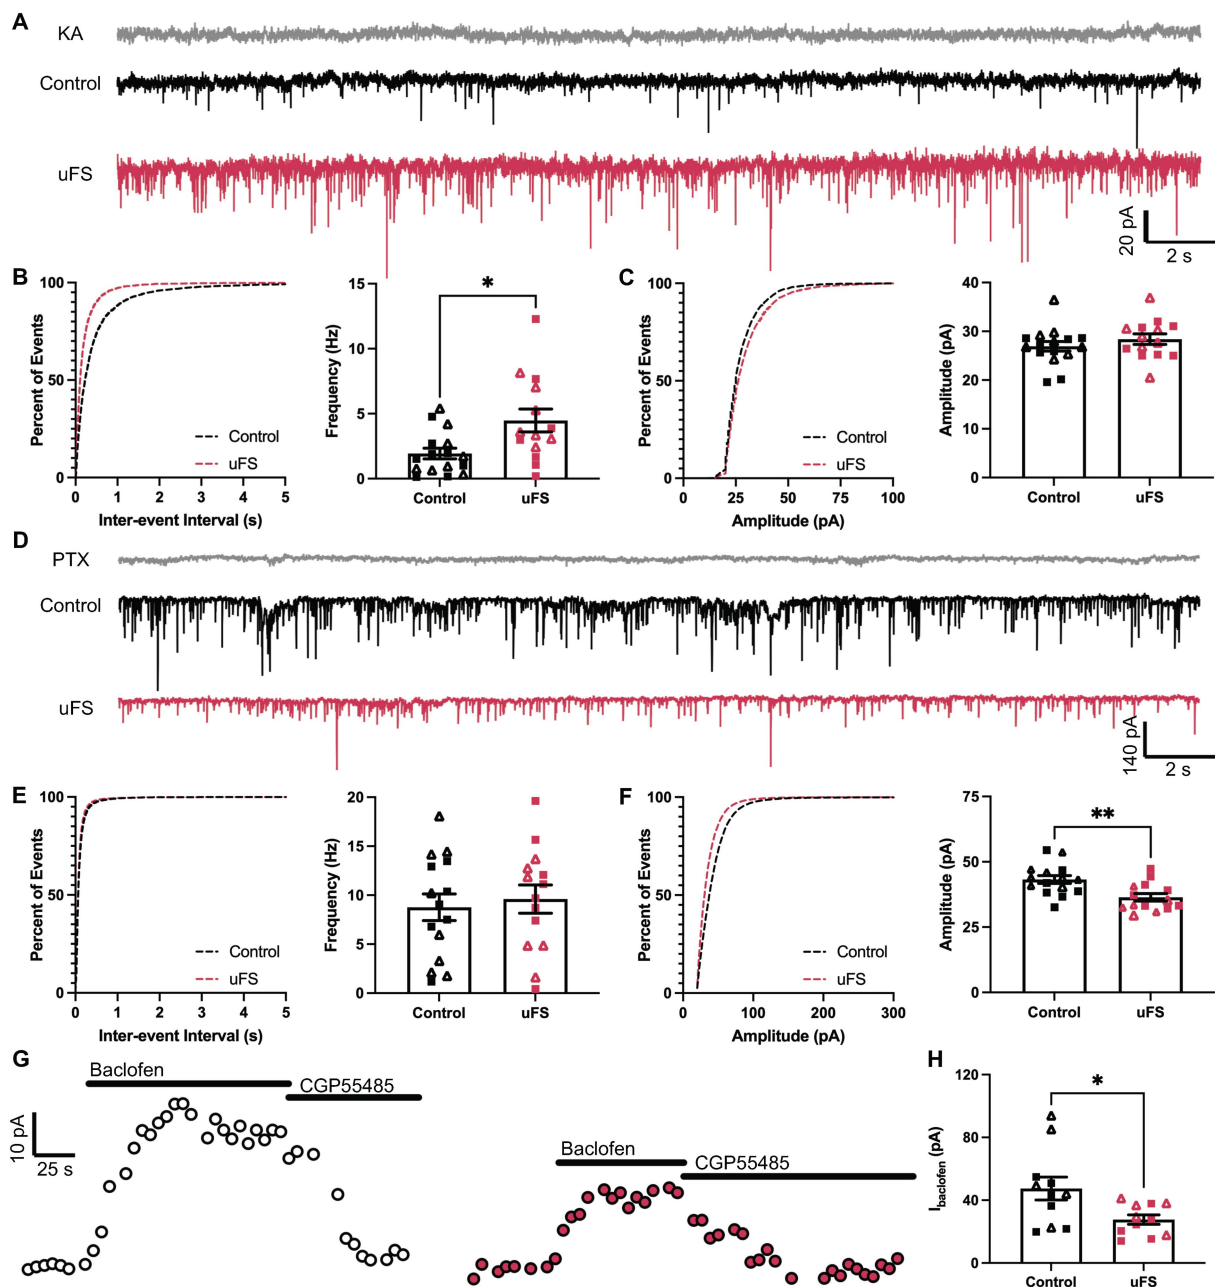 A
KA
Control
uFS
20 pA
2 s
B
Percent of Events
100
50
0
Control
uFS
0 1 2 3 4 5
Inter-event Interval (s)
Frequency (Hz)
15
10
5
0
*
Control uFS
C
Percent of Events
100
50
0
Control
uFS
0 25 50 75 100
Amplitude (pA)
Amplitude (pA)
40
30
20
10
0
Control uFS
D
PTX
Control
uFS
140 pA
2 s
E
Percent of Events
100
50
0
Control
uFS
0 1 2 3 4 5
Inter-event Interval (s)
Frequency (Hz)
20
15
10
5
0
Control uFS
F
Percent of Events
100
50
0
Control
uFS
0 100 200 300
Amplitude (pA)
Amplitude (pA)
75
50
25
0
**
Control uFS
G
Baclofen
CGP55485
10 pA
25 s
Baclofen
CGP55485
H
Ibaclofen (pA)
120
80
40
0
*
Control uFS